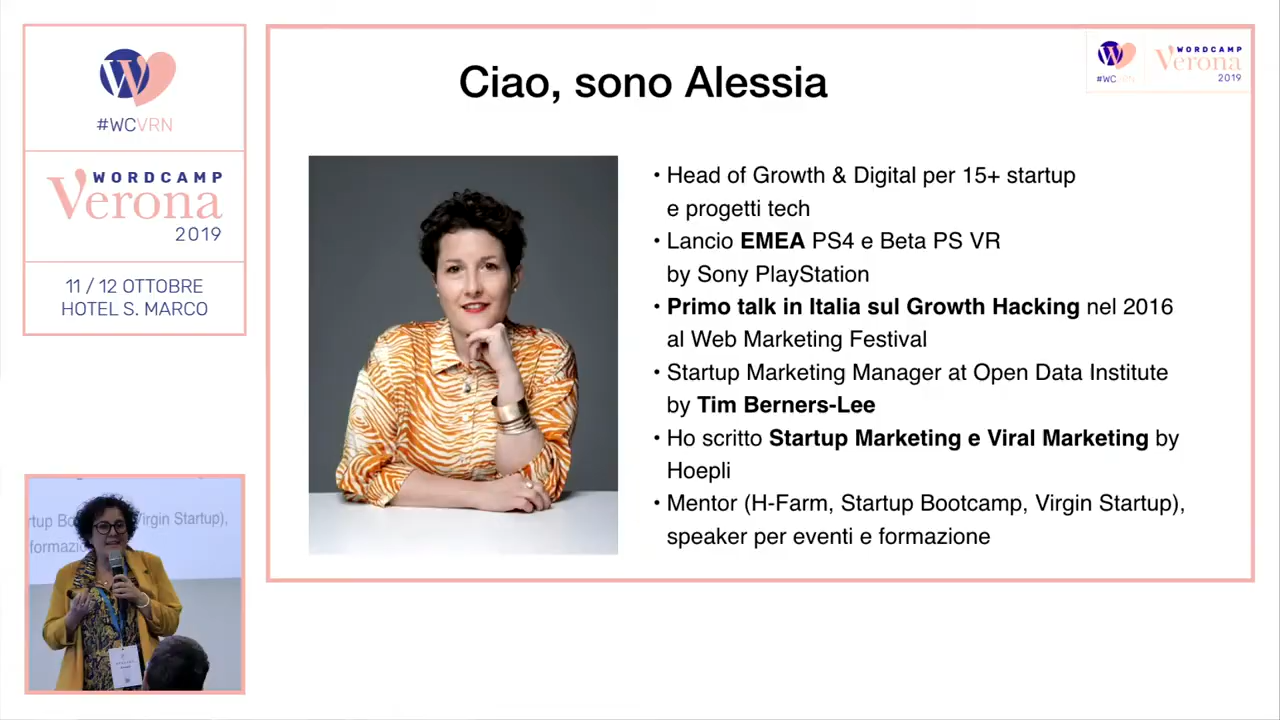 #WCVRN
WORDCAMP
Verona
2019
11 / 12 OTTOBRE
HOTEL S. MARCO
Ciao, sono Alessia
#WCVRN
WORDCAMP
Verona
2019
• Head of Growth & Digital per 15+ startup
e progetti tech
• Lancio EMEA PS4 e Beta PS VR
by Sony PlayStation
• Primo talk in Italia sul Growth Hacking nel 2016
al Web Marketing Festival
• Startup Marketing Manager at Open Data Institute
by Tim Berners-Lee
• Ho scritto Startup Marketing e Viral Marketing by
Hoepli
• Mentor (H-Farm, Startup Bootcamp, Virgin Startup),
speaker per eventi e formazione
Virgin Startup),